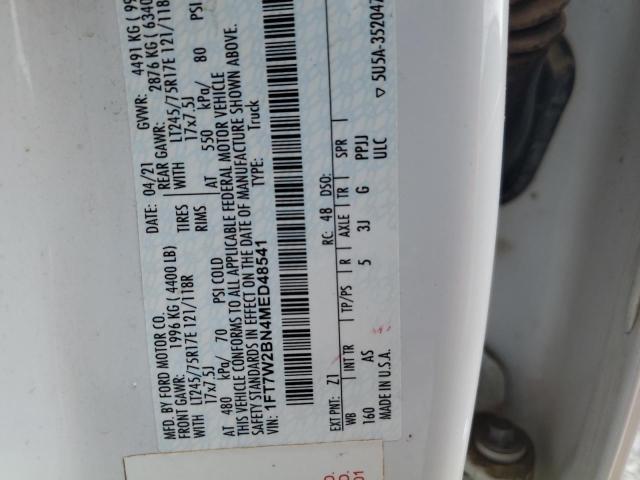 MFD. BY FORD MOTOR CO.
DATE: 04/21 GVWR: 4491 KG (
FRONT GAWR: 1996 KG ( 4400 LB) REAR GAWR: 2876 KG (
WITH LT245/75R17E 121/118R TIRES WITH LT245/75R17E 121/118
17x7.5J RIMS 17x7.5J
AT 480 kPa/ 70 PSI COLD AT 550 kPa/ 80 PSI
THIS VEHICLE CONFORMS TO ALL APPLICABLE FEDERAL MOTOR VEHICLE
SAFETY STANDARDS IN EFFECT ON THE DATE OF MANUFACTURE SHOWN ABOVE.
VIN: 1FT7W2BN4MED48541 TYPE: Truck
EXT PNT: Z1 RC: 48 DSO:
WB INT TR TP/PS R AXLE TR SPR
160 AS 5 3J G PPJJ
MADE IN U.S.A. ULC
▽ 5U5A-35204